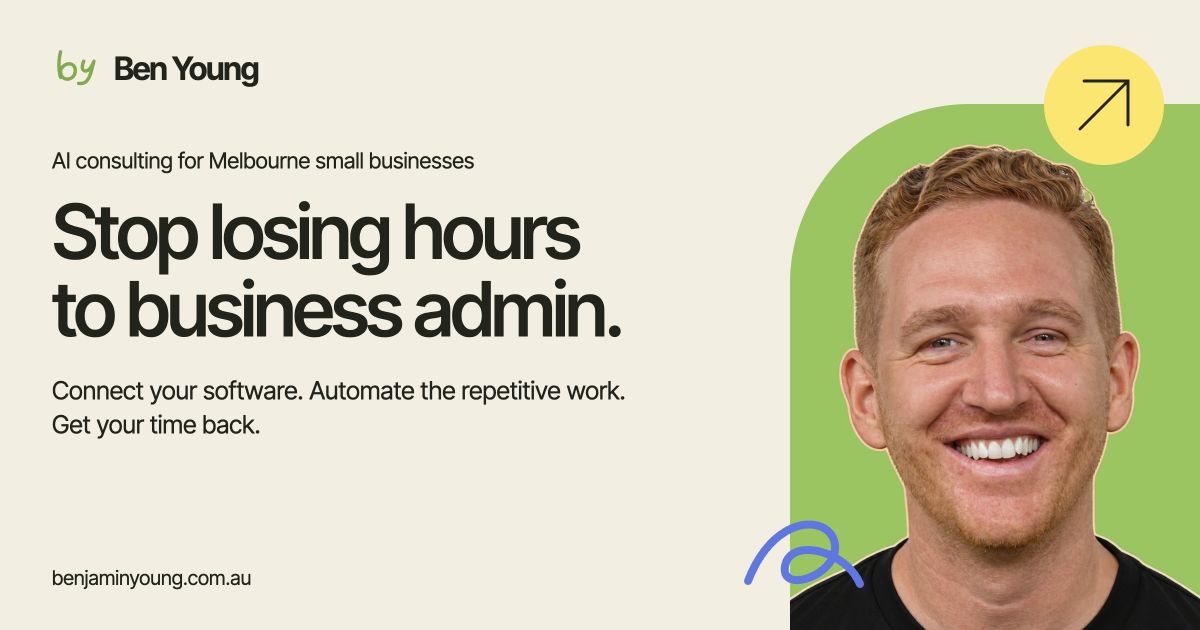 by Ben Young
AI consulting for Melbourne small businesses
Stop losing hours
to business admin.
Connect your software. Automate the repetitive work.
Get your time back.
benjaminyoung.com.au